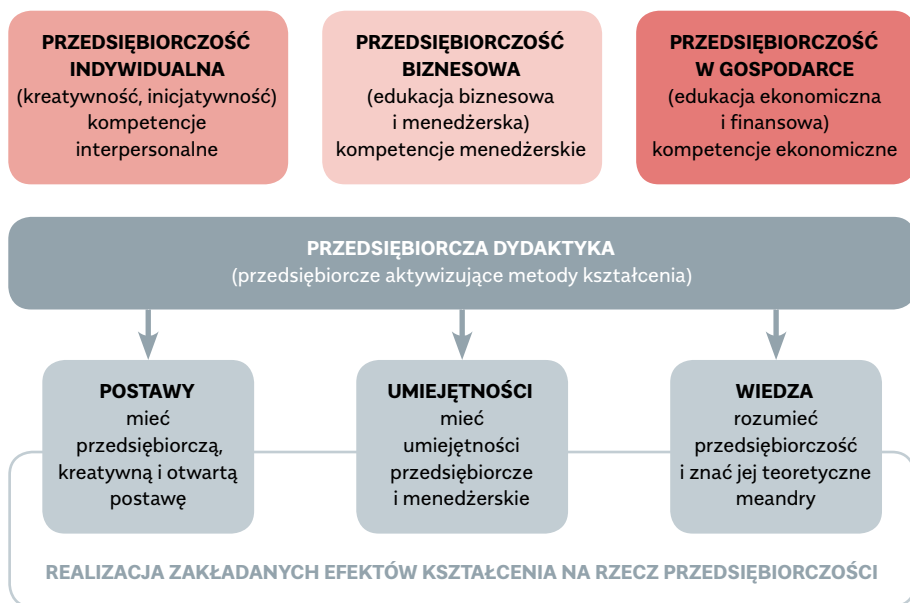 PRZEDSIĘBIORCZOŚĆ
INDYWIDUALNA
(kreatywność, inicjatywność)
kompetencje
interpersonalne
PRZEDSIĘBIORCZOŚĆ
BIZNESOWA
(edukacja biznesowa
i menedżerska)
kompetencje menedżerskie
PRZEDSIĘBIORCZOŚĆ
W GOSPODARCE
(edukacja ekonomiczna
i finansowa)
kompetencje ekonomiczne
PRZEDSIĘBIORCZA DYDAKTYKA
(przedsiębiorcze aktywizujące metody kształcenia)
POSTAWY
mieć
przedsiębiorczą,
kreatywną i otwartą
postawę
UMIEJĘTNOŚCI
mieć
umiejętności
przedsiębiorcze
i menedżerskie
WIEDZA
rozumieć
przedsiębiorczość
i znać jej teoretyczne
meandry
REALIZACJA ZAKŁADANYCH EFEKTÓW KSZTAŁCENIA NA RZECZ PRZEDSIĘBIORCZOŚCI